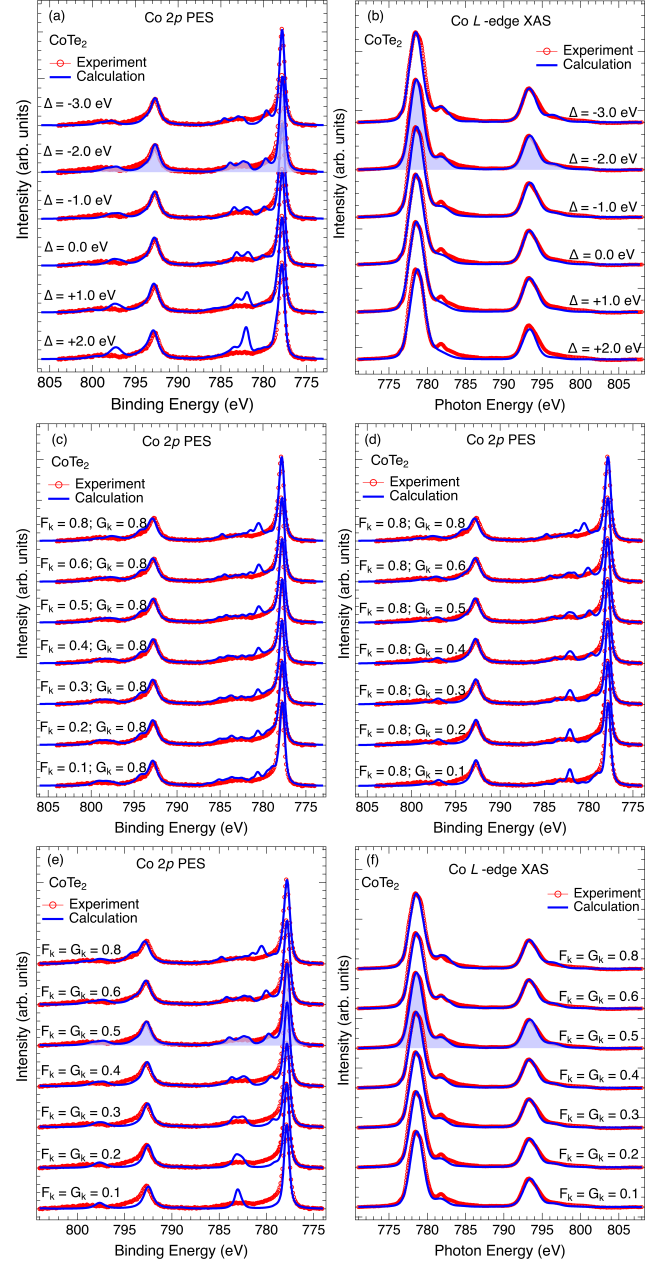 (a)
Co 2p PES
CoTe2
Experiment
Calculation
Δ = -3.0 eV
Δ = -2.0 eV
Δ = -1.0 eV
Δ = 0.0 eV
Δ = +1.0 eV
Δ = +2.0 eV
Intensity (arb. units)
805 800 795 790 785 780 775
Binding Energy (eV)
(b)
Co L -edge XAS
CoTe2
Experiment
Calculation
Δ = -3.0 eV
Δ = -2.0 eV
Δ = -1.0 eV
Δ = 0.0 eV
Δ = +1.0 eV
Δ = +2.0 eV
Intensity (arb. units)
775 780 785 790 795 800 805
Photon Energy (eV)
(c)
Co 2p PES
CoTe2
Experiment
Calculation
Fk = 0.8; Gk = 0.8
Fk = 0.6; Gk = 0.8
Fk = 0.5; Gk = 0.8
Fk = 0.4; Gk = 0.8
Fk = 0.3; Gk = 0.8
Fk = 0.2; Gk = 0.8
Fk = 0.1; Gk = 0.8
Intensity (arb. units)
805 800 795 790 785 780 775
Binding Energy (eV)
(d)
Co 2p PES
CoTe2
Experiment
Calculation
Fk = 0.8; Gk = 0.8
Fk = 0.8; Gk = 0.6
Fk = 0.8; Gk = 0.5
Fk = 0.8; Gk = 0.4
Fk = 0.8; Gk = 0.3
Fk = 0.8; Gk = 0.2
Fk = 0.8; Gk = 0.1
Intensity (arb. units)
805 800 795 790 785 780 775
Binding Energy (eV)
(e)
Co 2p PES
CoTe2
Experiment
Calculation
Fk = Gk = 0.8
Fk = Gk = 0.6
Fk = Gk = 0.5
Fk = Gk = 0.4
Fk = Gk = 0.3
Fk = Gk = 0.2
Fk = Gk = 0.1
Intensity (arb. units)
800 795 790 785 780 775
Binding Energy (eV)
(f)
Co L -edge XAS
CoTe2
Experiment
Calculation
Fk = Gk = 0.8
Fk = Gk = 0.6
Fk = Gk = 0.5
Fk = Gk = 0.4
Fk = Gk = 0.3
Fk = Gk = 0.2
Fk = Gk = 0.1
Intensity (arb. units)
775 780 785 790 795 800 805
Photon Energy (eV)